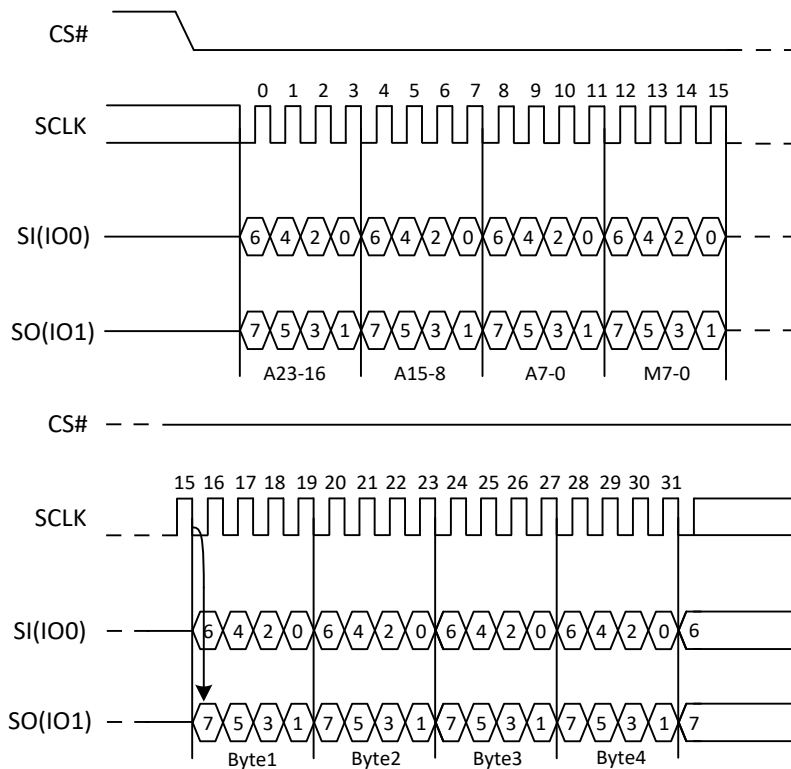 CS#
0 1 2 3 4 5 6 7 8 9 10 11 12 13 14 15
SCLK
SI(IO0) 6 4 2 0 6 4 2 0 6 4 2 0 6 4 2 0
SO(IO1) 7 5 3 1 7 5 3 1 7 5 3 1 7 5 3 1
A23-16 A15-8 A7-0 M7-0
CS#
15 16 17 18 19 20 21 22 23 24 25 26 27 28 29 30 31
SCLK
SI(IO0) 6 4 2 0 6 4 2 0 6 4 2 0 6 4 2 0 6
SO(IO1) 7 5 3 1 7 5 3 1 7 5 3 1 7 5 3 1 7
Byte1 Byte2 Byte3 Byte4